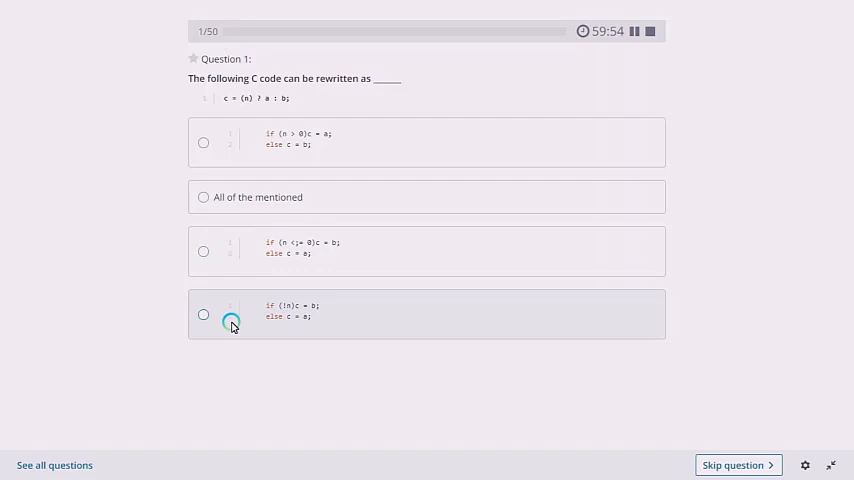 1/50
59:54
Question 1:
The following C code can be rewritten as ______
1 c = (n) ? a : b;
1 if (n > 0)c = a;
2 else c = b;
All of the mentioned
1 if (n <;= 0)c = b;
2 else c = a;
1 if (!n)c = b;
else c = a;
See all questions
Skip question